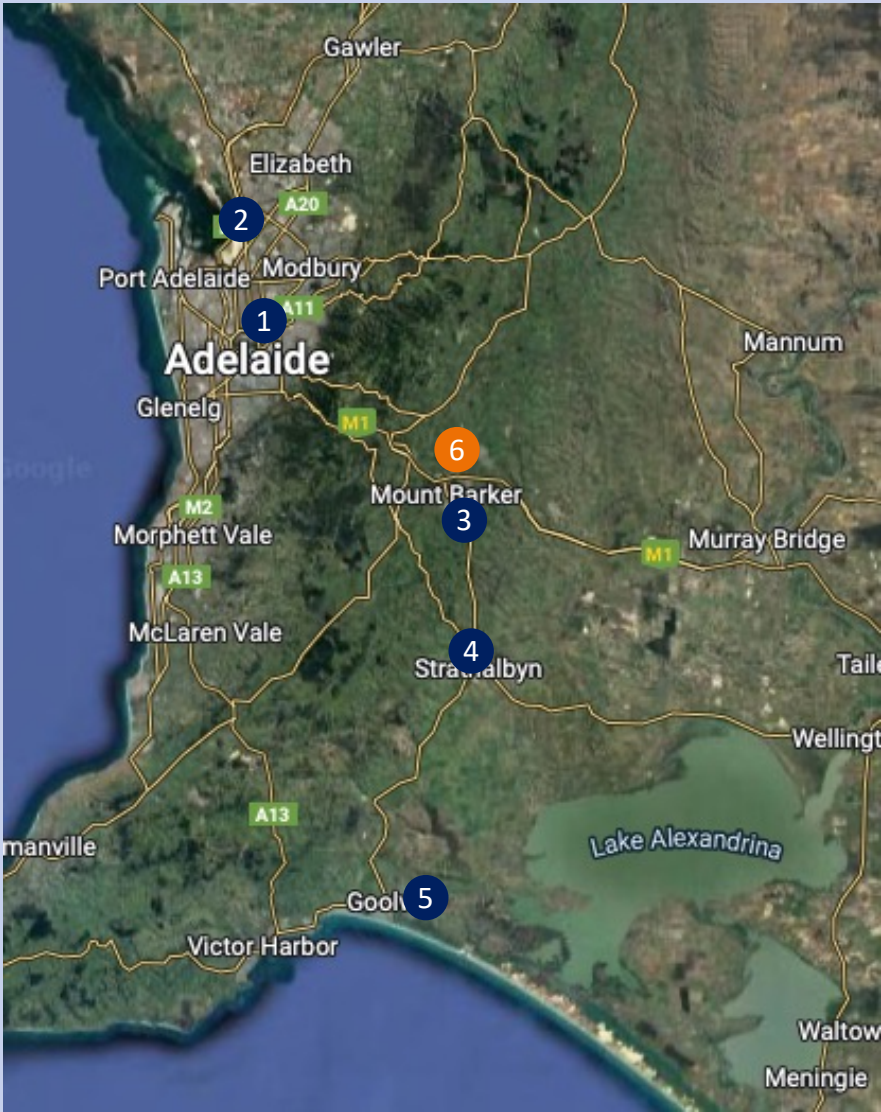 Gawler
Elizabeth
A20
2
Port Adelaide
Modbury
A11
1
Adelaide
Mannum
Glenelg
M1
6
Google
Mount Barker
3
M2
Morphett Vale
Murray Bridge
M1
A13
McLaren Vale
4
Strathalbyn
Taile
Wellingt
A13
manville
Lake Alexandrina
Goolw
5
Victor Harbor
Waltow
Meningie